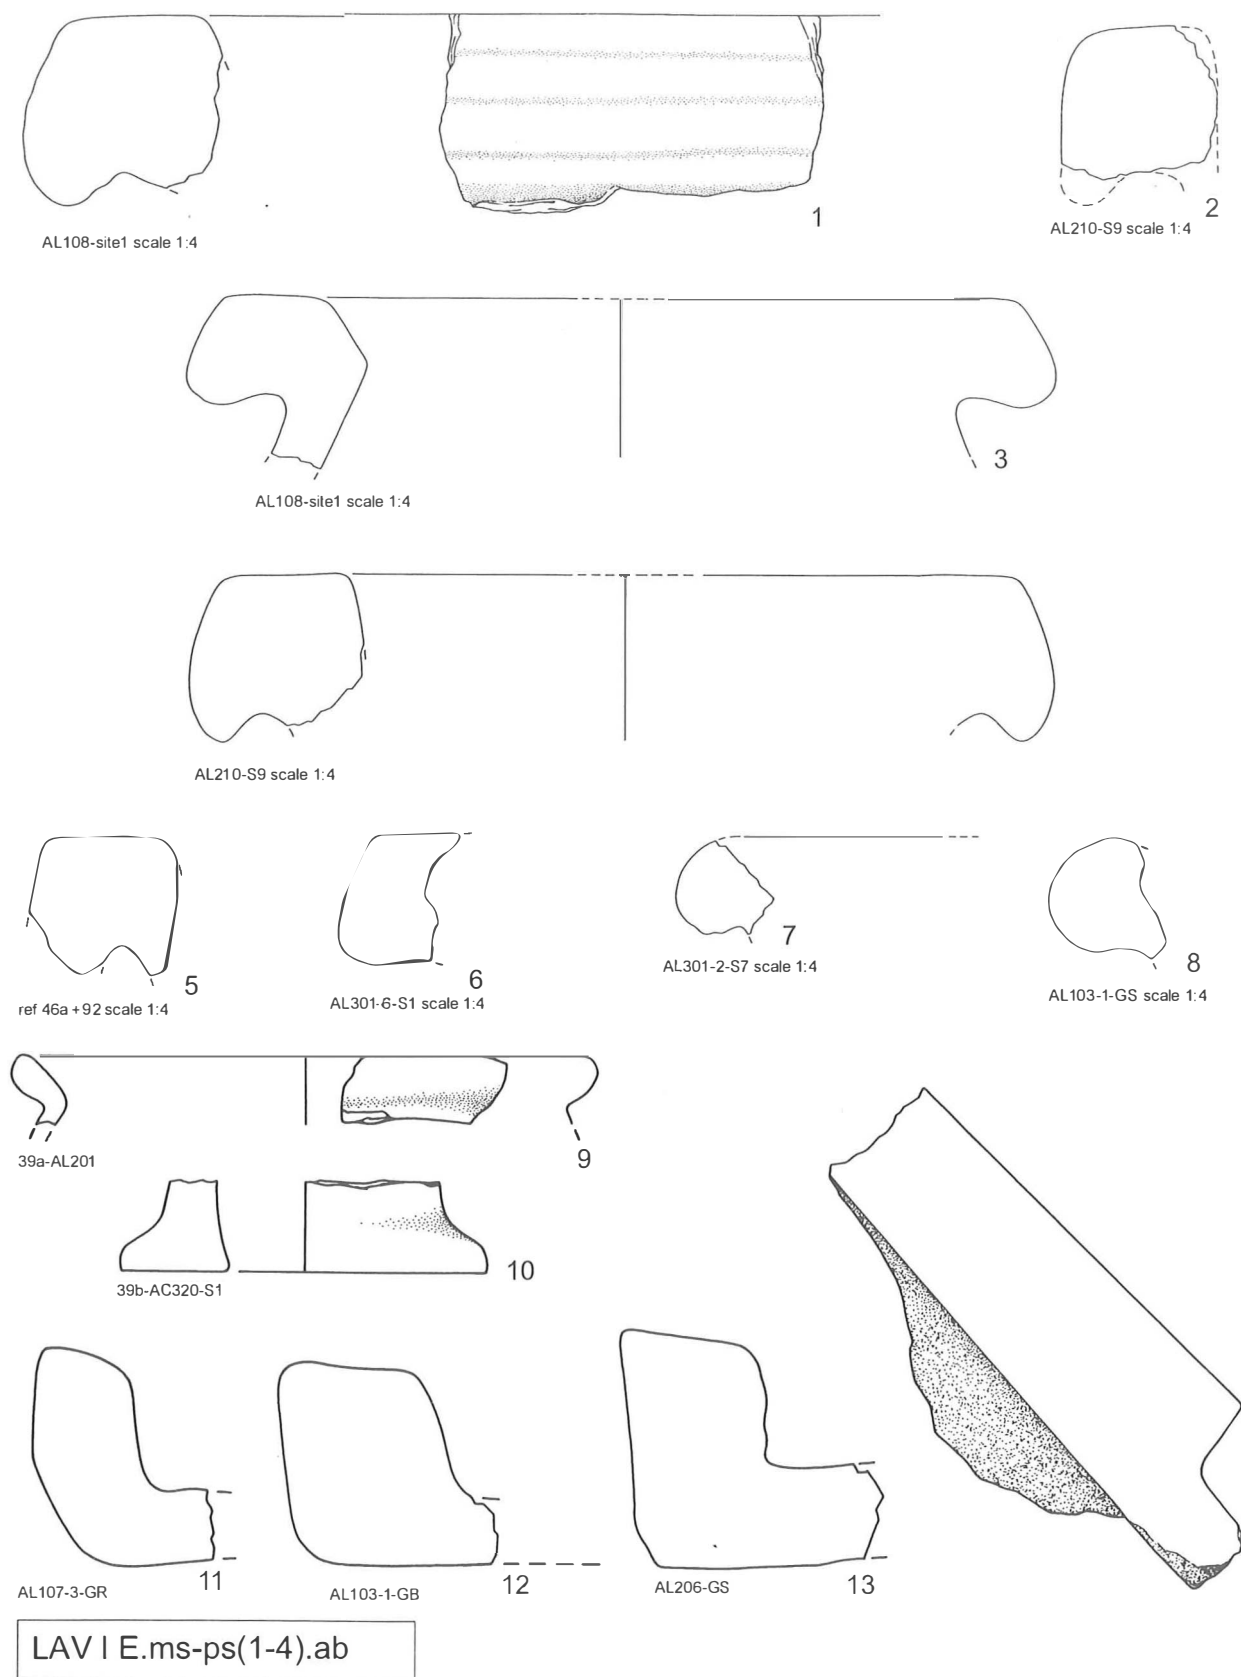 1
AL108-site1 scale 1:4
2
AL210-S9 scale 1:4
3
AL108-site1 scale 1:4
AL210-S9 scale 1:4
5
ref 46a + 92 scale 1:4
6
AL301-6-S1 scale 1:4
7
AL301-2-S7 scale 1:4
8
AL103-1-GS scale 1:4
39a-AL201
9
39b-AC320-S1
10
AL107-3-GR
11
AL103-1-GB
12
AL206-GS
13
LAV I E.ms-ps(1-4).ab